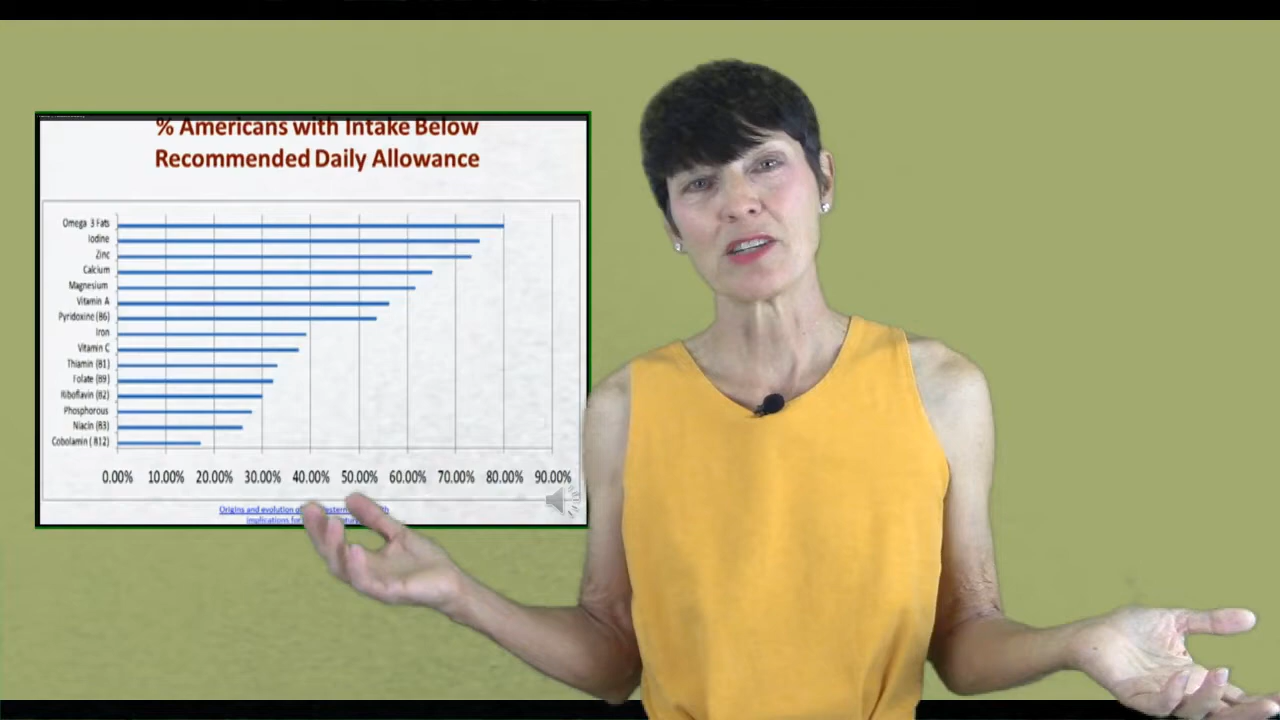 % Americans with Intake Below
Recommended Daily Allowance
Omega 3 Fats
Iodine
Zinc
Calcium
Magnesium
Vitamin A
Pyridoxine (B6)
Iron
Vitamin C
Thiamin (B1)
Folate (B9)
Riboflavin (B2)
Phosphorous
Niacin (B3)
Cobolamin ( B12)
0.00% 10.00% 20.00% 30.00% 40.00% 50.00% 60.00% 70.00% 80.00% 90.00%
Origins and evolution of
implications for